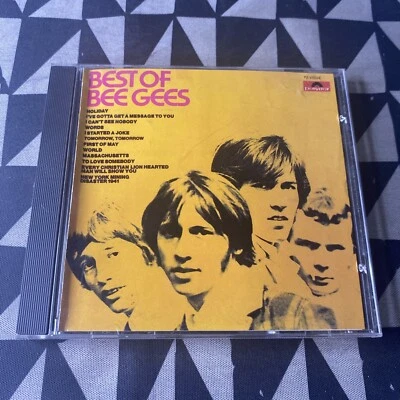 BEST OF
BEE GEES
HOLIDAY
I'VE GOTTA GET A MESSAGE TO YOU
I CAN'T SEE NOBODY
WORDS
I STARTED A JOKE
TOMORROW, TOMORROW
FIRST OF MAY
WORLD
MASSACHUSETTS
TO LOVE SOMEBODY
EVERY CHRISTIAN LION HEARTED
MAN WILL SHOW YOU
NEW YORK MINING
DISASTER 1941